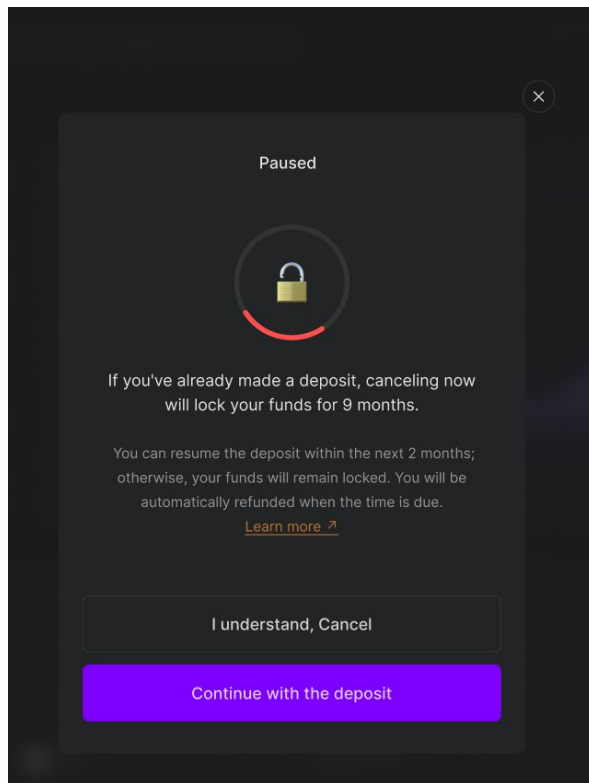 Paused
If you've already made a deposit, canceling now
will lock your funds for 9 months.
You can resume the deposit within the next 2 months;
otherwise, your funds will remain locked. You will be
automatically refunded when the time is due.
Learn more ↗
I understand, Cancel
Continue with the deposit